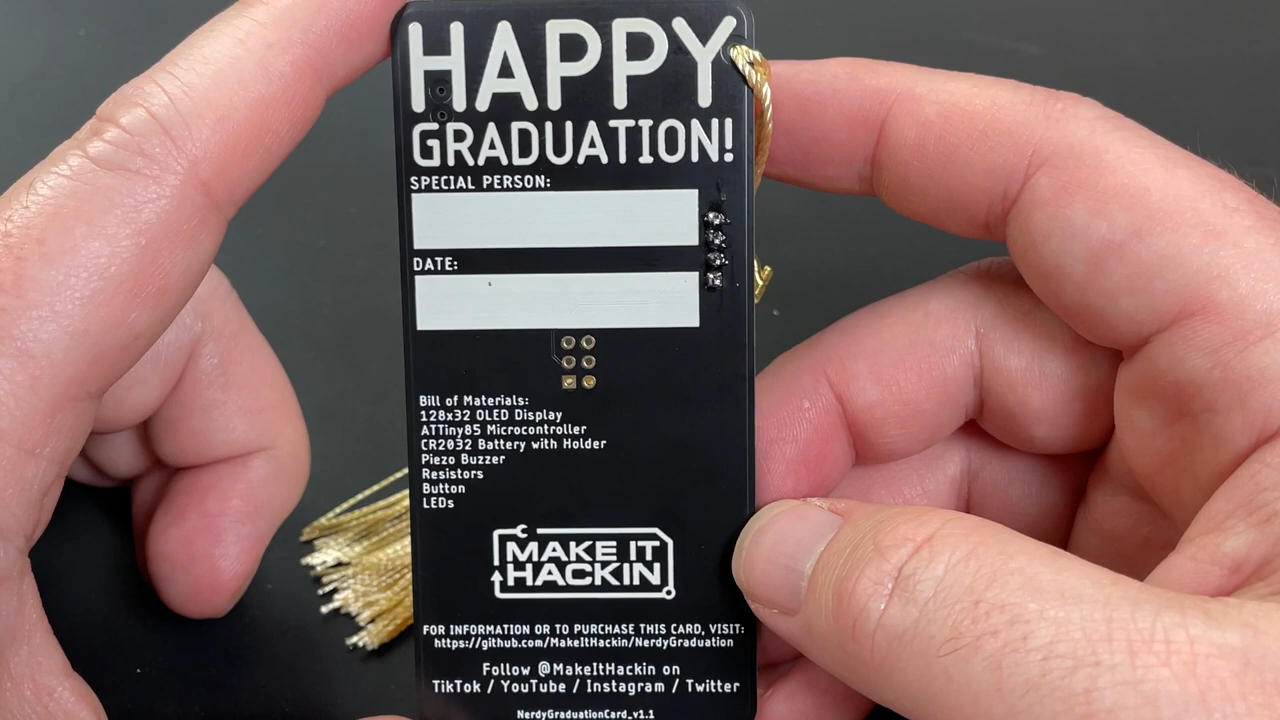 HAPPY
GRADUATION!
SPECIAL PERSON:
DATE:
Bill of Materials:
128x32 OLED Display
ATTiny85 Microcontroller
CR2032 Battery with Holder
Piezo Buzzer
Resistors
Button
LEDs
MAKE IT
HACKIN
FOR INFORMATION OR TO PURCHASE THIS CARD, VISIT:
https://github.com/MakeItHackin/NerdyGraduation
Follow @MakeItHackin on
TikTok / YouTube / Instagram / Twitter
NerdyGraduationCard_v1.1